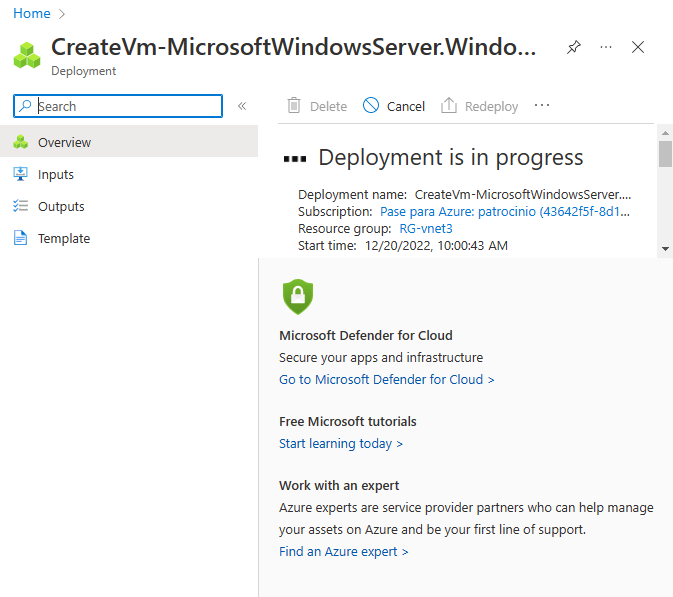 Home
CreateVm-MicrosoftWindowsServer.Windo...
Deployment
Search
Delete
Cancel
Redeploy
Overview
Inputs
Outputs
Template
Deployment is in progress
Deployment name: CreateVm-MicrosoftWindowsServer....
Subscription: Pase para Azure: patrocinio (43642f5f-8d1...
Resource group: RG-vnet3
Start time: 12/20/2022, 10:00:43 AM
Microsoft Defender for Cloud
Secure your apps and infrastructure
Go to Microsoft Defender for Cloud >
Free Microsoft tutorials
Start learning today >
Work with an expert
Azure experts are service provider partners who can help manage
your assets on Azure and be your first line of support.
Find an Azure expert >